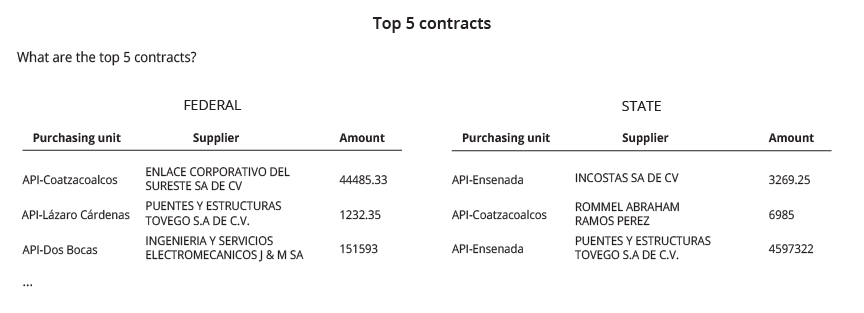 Top 5 contracts
What are the top 5 contracts?
FEDERAL
Purchasing unit Supplier Amount
API-Coatzacoalcos ENLACE CORPORATIVO DEL 44485.33
SURESTE SA DE CV
API-Lázaro Cárdenas PUENTES Y ESTRUCTURAS 1232.35
TOVEGO S.A DE C.V.
API-Dos Bocas INGENIERIA Y SERVICIOS 151593
ELECTROMECANICOS J & M SA
...
STATE
Purchasing unit Supplier Amount
API-Ensenada INCOSTAS SA DE CV 3269.25
API-Coatzacoalcos ROMMEL ABRAHAM 6985
RAMOS PEREZ
API-Ensenada PUENTES Y ESTRUCTURAS 4597322
TOVEGO S.A DE C.V.